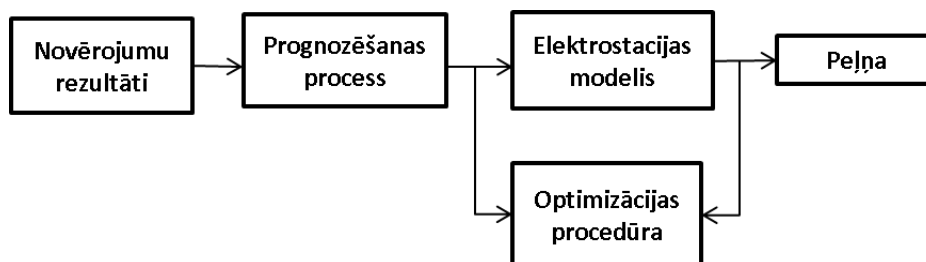 Novērojumu
rezultāti
Prognozēšanas
process
Elektrostacijas
modelis
Peļņa
Optimizācijas
procedūra